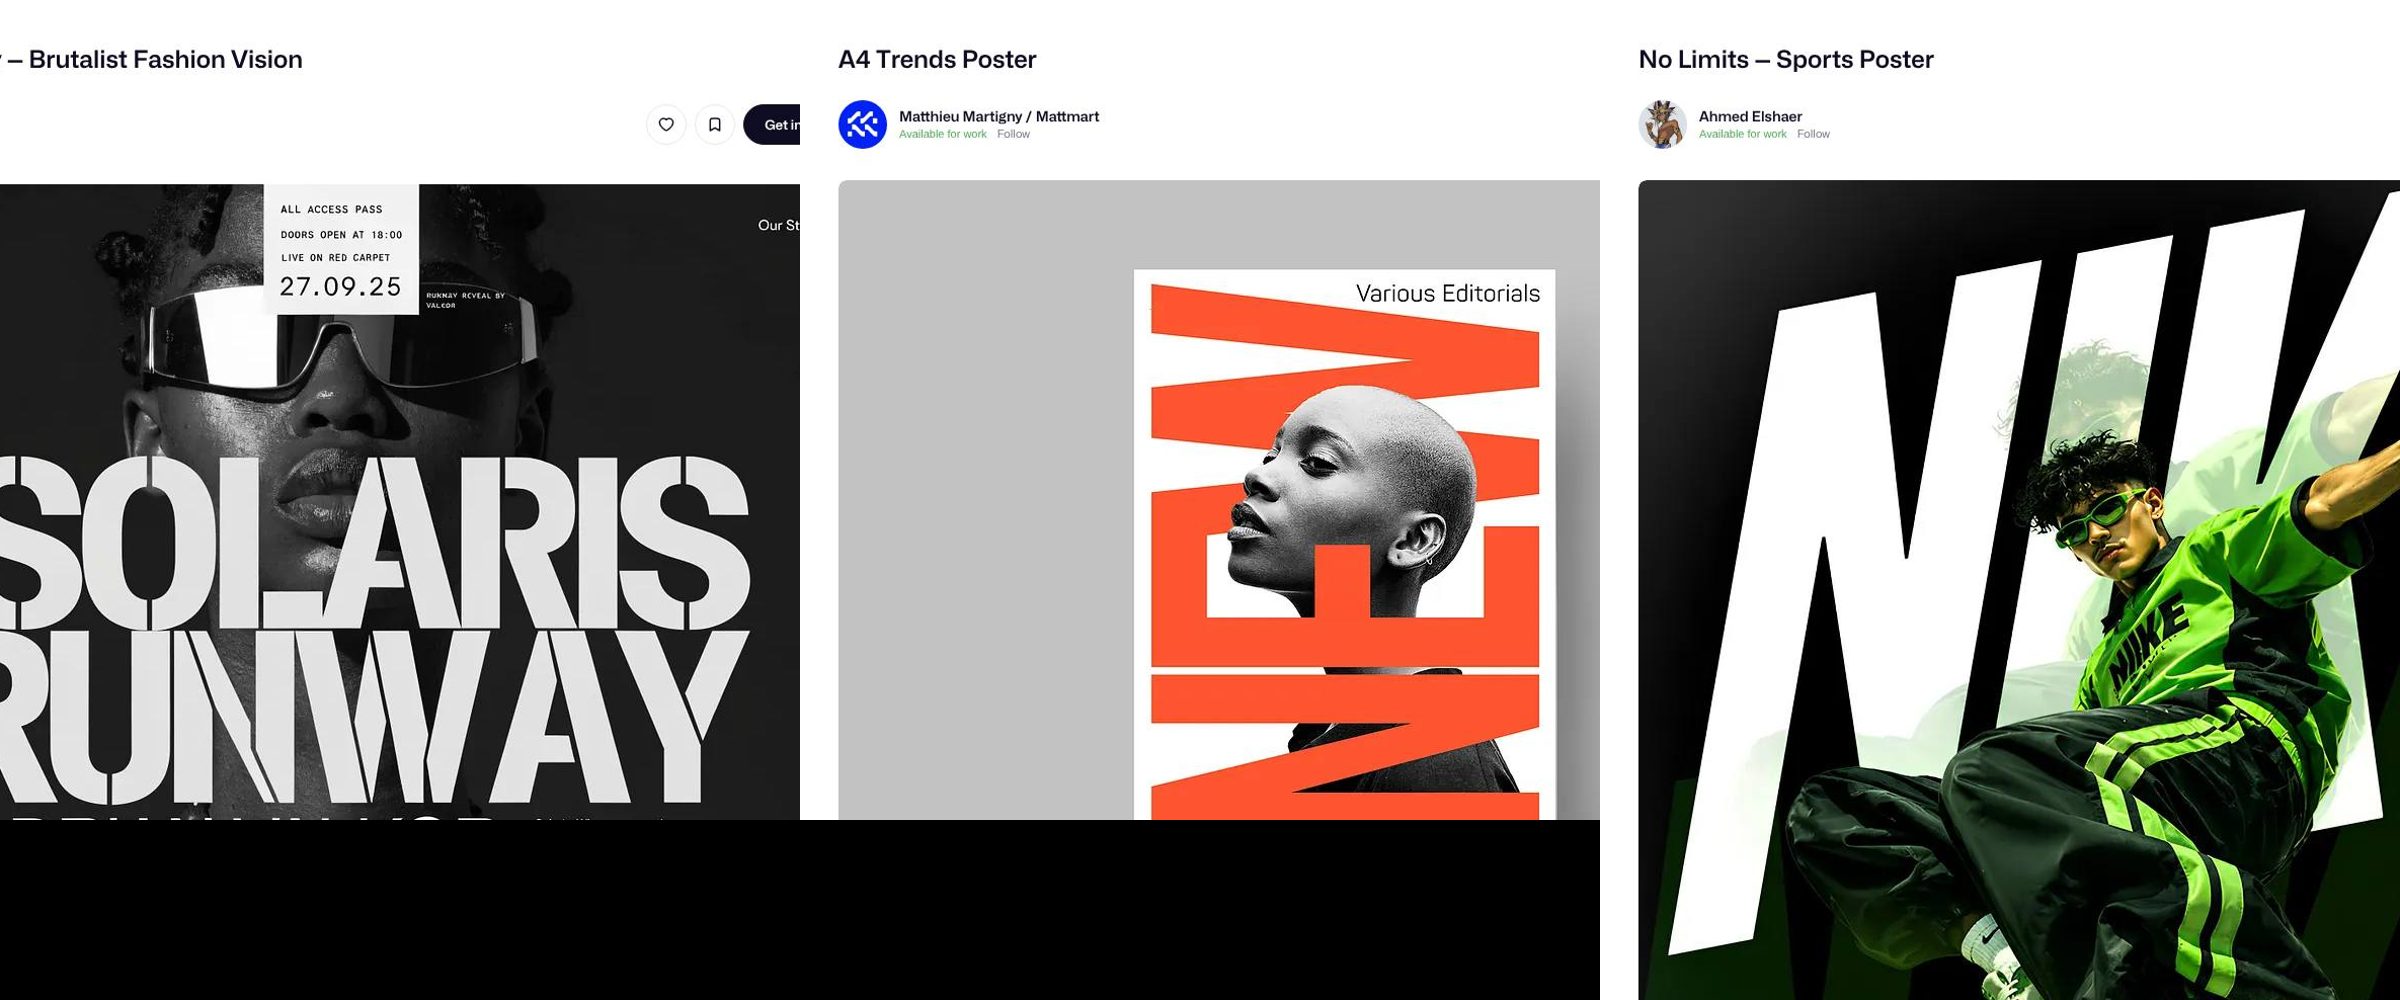 – Brutalist Fashion Vision
Get in
ALL ACCESS PASS
DOORS OPEN AT 18:00
LIVE ON RED CARPET
27.09.25
RUNWAY REVEAL BY
VALCOR
Our St
SOLARIS
RUNWAY
A4 Trends Poster
Matthieu Martigny / Mattmart
Available for work Follow
Various Editorials
NEW
No Limits – Sports Poster
Ahmed Elshaer
Available for work Follow
NIK
NIKE